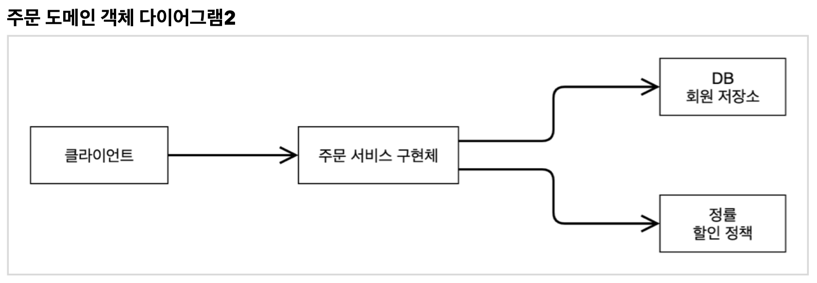 주문 도메인 객체 다이어그램2
클라이언트
주문 서비스 구현체
DB
회원 저장소
정률
할인 정책